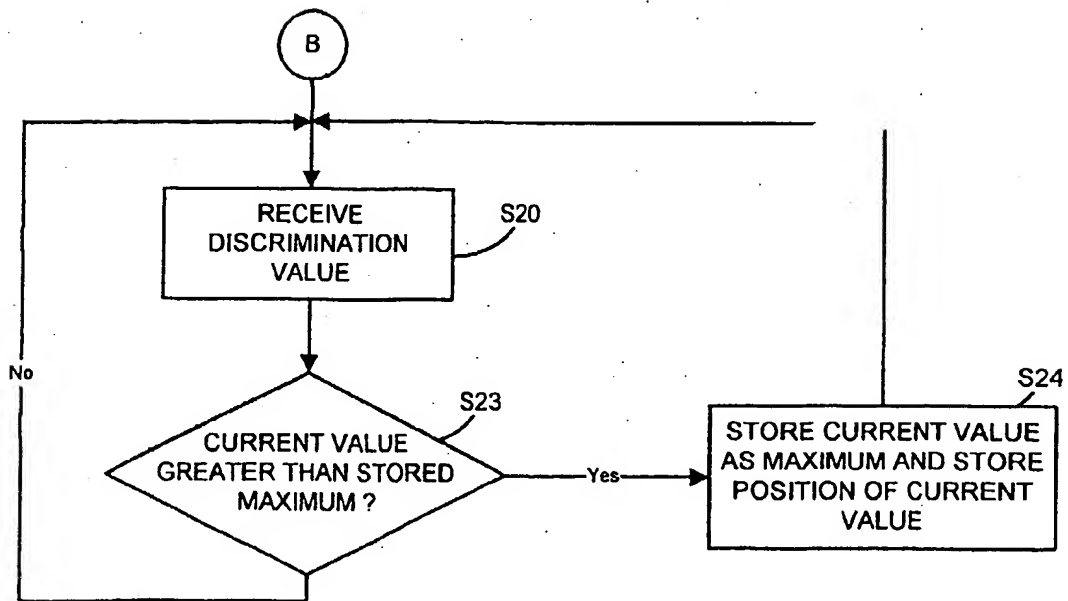 B
RECEIVE
DISCRIMINATION
VALUE
S20
No
CURRENT VALUE
GREATER THAN STORED
MAXIMUM ?
S23
Yes
S24
STORE CURRENT VALUE
AS MAXIMUM AND STORE
POSITION OF CURRENT
VALUE